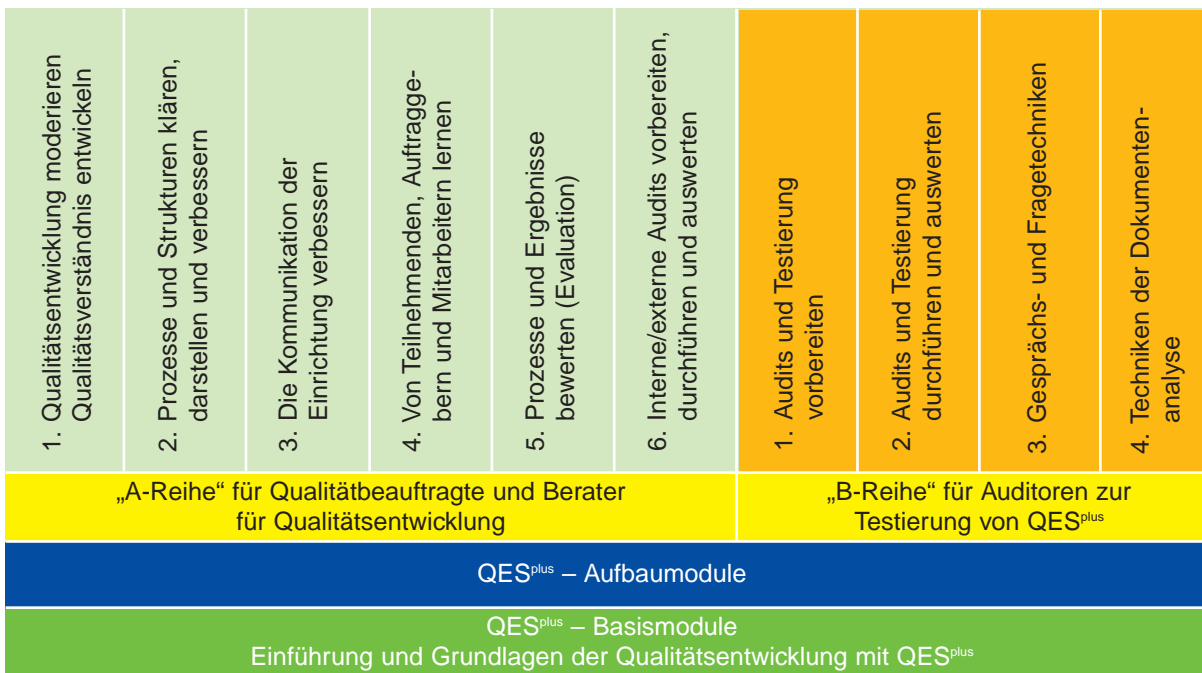 1. Qualitätsentwicklung moderieren
Qualitätsverständnis entwickeln
2. Prozesse und Strukturen klären,
darstellen und verbessern
3. Die Kommunikation der
Einrichtung verbessern
4. Von Teilnehmenden, Auftragge-
bern und Mitarbeitern lernen
5. Prozesse und Ergebnisse
bewerten (Evaluation)
6. Interne/externe Audits vorbereiten,
durchführen und auswerten
1. Audits und Testierung
vorbereiten
2. Audits und Testierung
durchführen und auswerten
3. Gesprächs- und Fragetechniken
4. Techniken der Dokumenten-
analyse
„A-Reihe“ für Qualitätbeauftragte und Berater
für Qualitätsentwicklung
„B-Reihe“ für Auditoren zur
Testierung von QESplus
QESplus – Aufbaumodule
QESplus – Basismodule
Einführung und Grundlagen der Qualitätsentwicklung mit QESplus